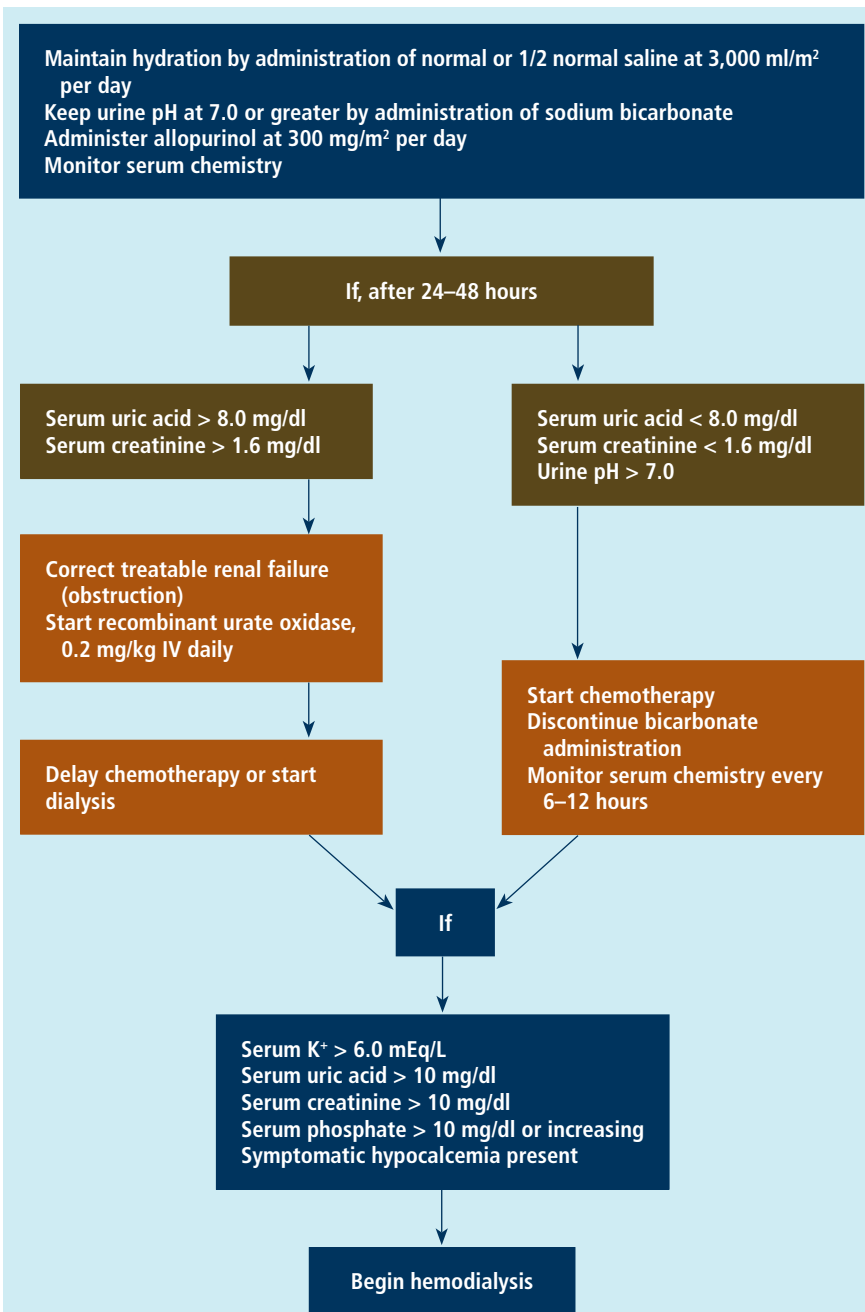 Maintain hydration by administration of normal or 1/2 normal saline at 3,000 ml/m²
per day
Keep urine pH at 7.0 or greater by administration of sodium bicarbonate
Administer allopurinol at 300 mg/m² per day
Monitor serum chemistry
If, after 24–48 hours
Serum uric acid > 8.0 mg/dl
Serum creatinine > 1.6 mg/dl
Serum uric acid < 8.0 mg/dl
Serum creatinine < 1.6 mg/dl
Urine pH > 7.0
Correct treatable renal failure
(obstruction)
Start recombinant urate oxidase,
0.2 mg/kg IV daily
Start chemotherapy
Discontinue bicarbonate
administration
Monitor serum chemistry every
6–12 hours
Delay chemotherapy or start
dialysis
If
Serum K⁺ > 6.0 mEq/L
Serum uric acid > 10 mg/dl
Serum creatinine > 10 mg/dl
Serum phosphate > 10 mg/dl or increasing
Symptomatic hypocalcemia present
Begin hemodialysis